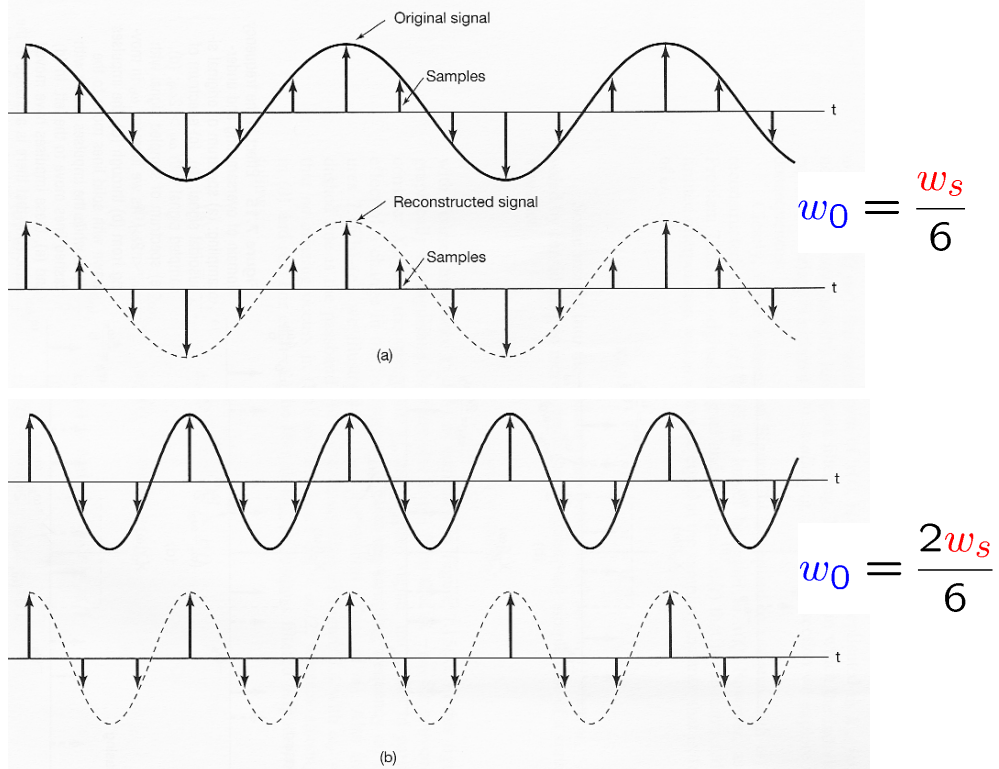 Original signal
Samples
t
Reconstructed signal
w₀ = wₛ/6
Samples
t
(a)
t
w₀ = 2wₛ/6
t
(b)